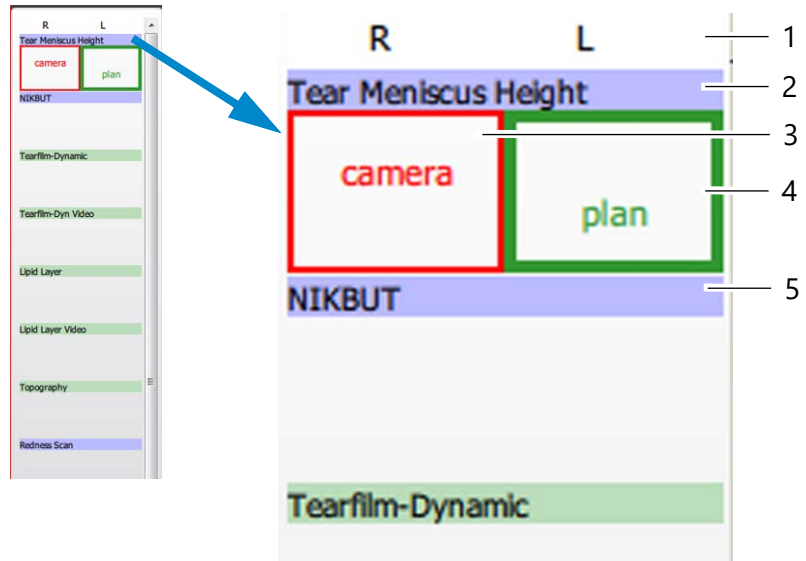 R L
Tear Meniscus Height
camera
plan
NIKBUT
Tearfilm-Dynamic
Tearfilm-Dyn Video
Lipid Layer
Lipid Layer Video
Topography
Redness Scan
R L 1
Tear Meniscus Height 2
3
camera
4
plan
NIKBUT 5
Tearfilm-Dynamic